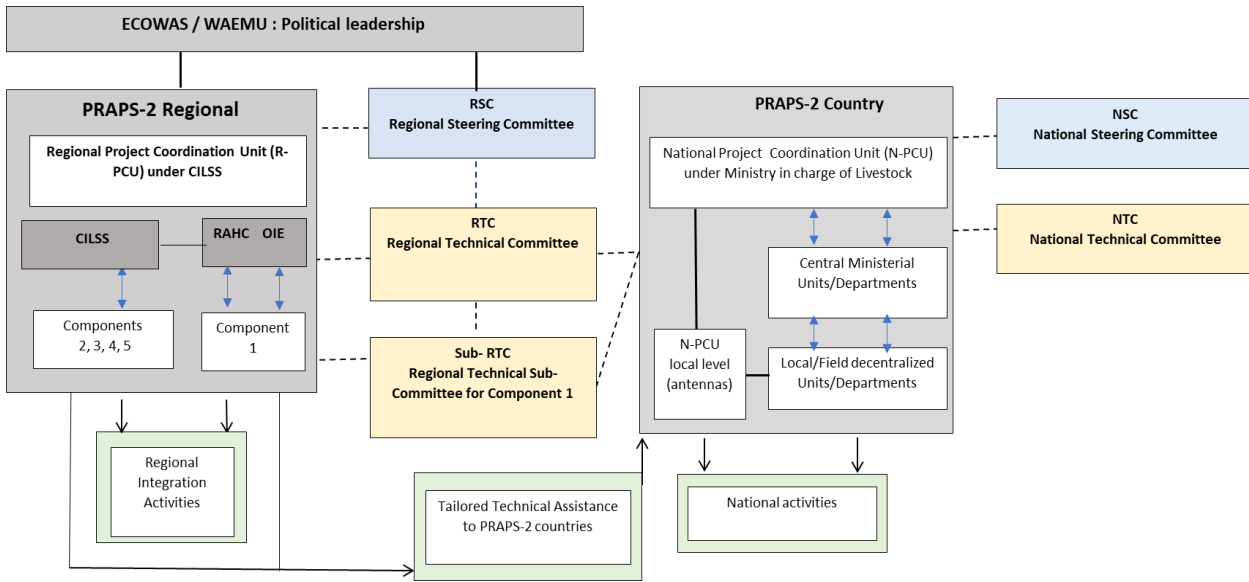 ECOWAS / WAEMU : Political leadership
PRAPS-2 Regional
Regional Project Coordination Unit (R-
PCU) under CILSS
CILSS
RAHC OIE
Components
2, 3, 4, 5
Component
1
Regional
Integration
Activities
RSC
Regional Steering Committee
RTC
Regional Technical Committee
Sub- RTC
Regional Technical Sub-
Committee for Component 1
Tailored Technical Assistance
to PRAPS-2 countries
PRAPS-2 Country
National Project Coordination Unit (N-PCU)
under Ministry in charge of Livestock
Central Ministerial
Units/Departments
N-PCU
local level
(antennas)
Local/Field decentralized
Units/Departments
National activities
NSC
National Steering Committee
NTC
National Technical Committee